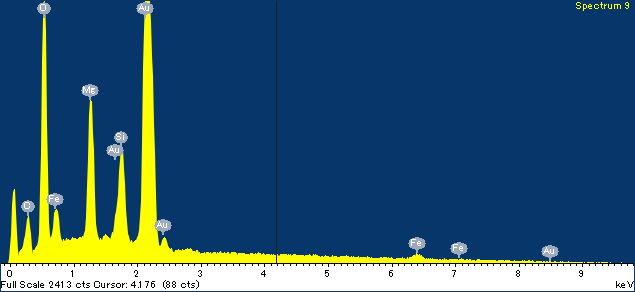 Spectrum 9
O Au
Mg
Si
Au
C Fe
Au
Fe Fe Au
0 1 2 3 4 5 6 7 8 9
Full Scale 2413 cts Cursor: 4.176 (88 cts) keV